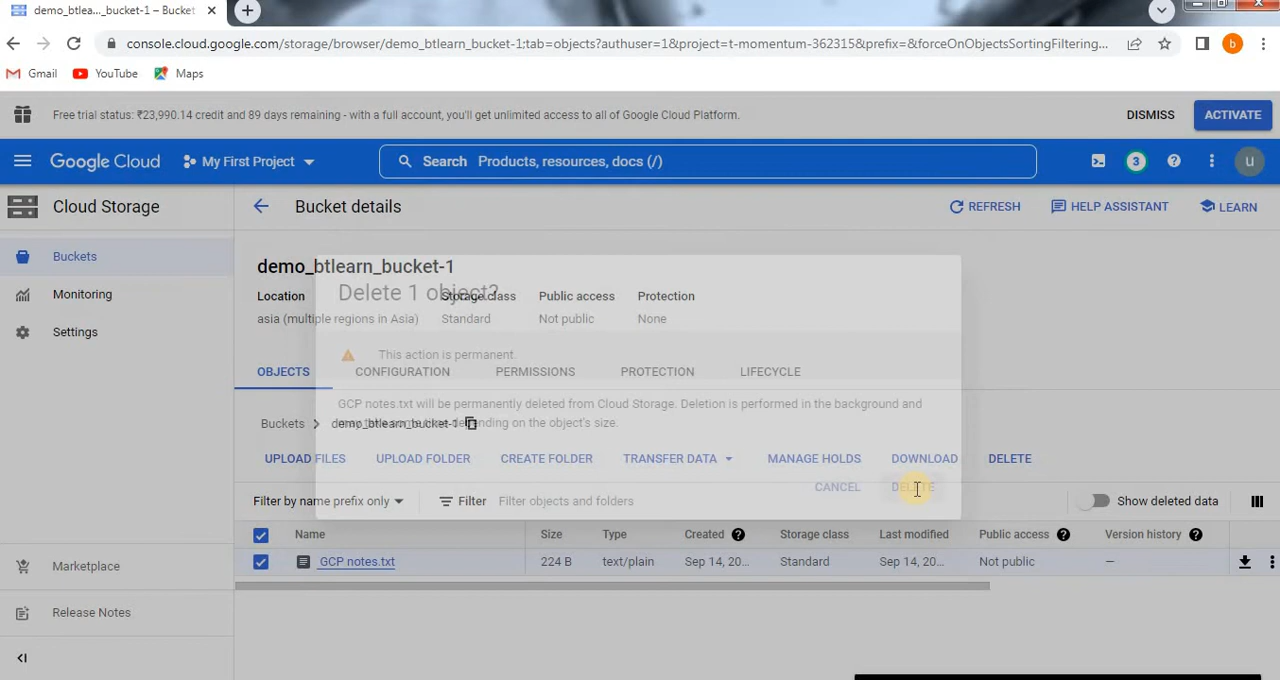 demo_btlea..._bucket-1 – Bucket
console.cloud.google.com/storage/browser/demo_btlearn_bucket-1;tab=objects?authuser=1&project=t-momentum-362315&prefix=&forceOnObjectsSortingFiltering...
b
Gmail YouTube Maps
Free trial status: ₹23,990.14 credit and 89 days remaining - with a full account, you'll get unlimited access to all of Google Cloud Platform.
DISMISS ACTIVATE
Google Cloud My First Project Search Products, resources, docs (/) 3 u
Cloud Storage
Bucket details REFRESH HELP ASSISTANT LEARN
Buckets
Monitoring
Settings
Marketplace
Release Notes
demo_btlearn_bucket-1
Delete 1 object?
Location Storage class Public access Protection
asia (multiple regions in Asia) Standard Not public None
This action is permanent.
OBJECTS CONFIGURATION PERMISSIONS PROTECTION LIFECYCLE
GCP notes.txt will be permanently deleted from Cloud Storage. Deletion is performed in the background and
Buckets demo_btlearn_bucket-1
depending on the object's size.
UPLOAD FILES UPLOAD FOLDER CREATE FOLDER TRANSFER DATA MANAGE HOLDS DOWNLOAD DELETE
CANCEL DELETE
Filter by name prefix only Filter Filter objects and folders Show deleted data
Name Size Type Created Storage class Last modified Public access Version history
GCP notes.txt 224 B text/plain Sep 14, 20... Standard Sep 14, 20... Not public —